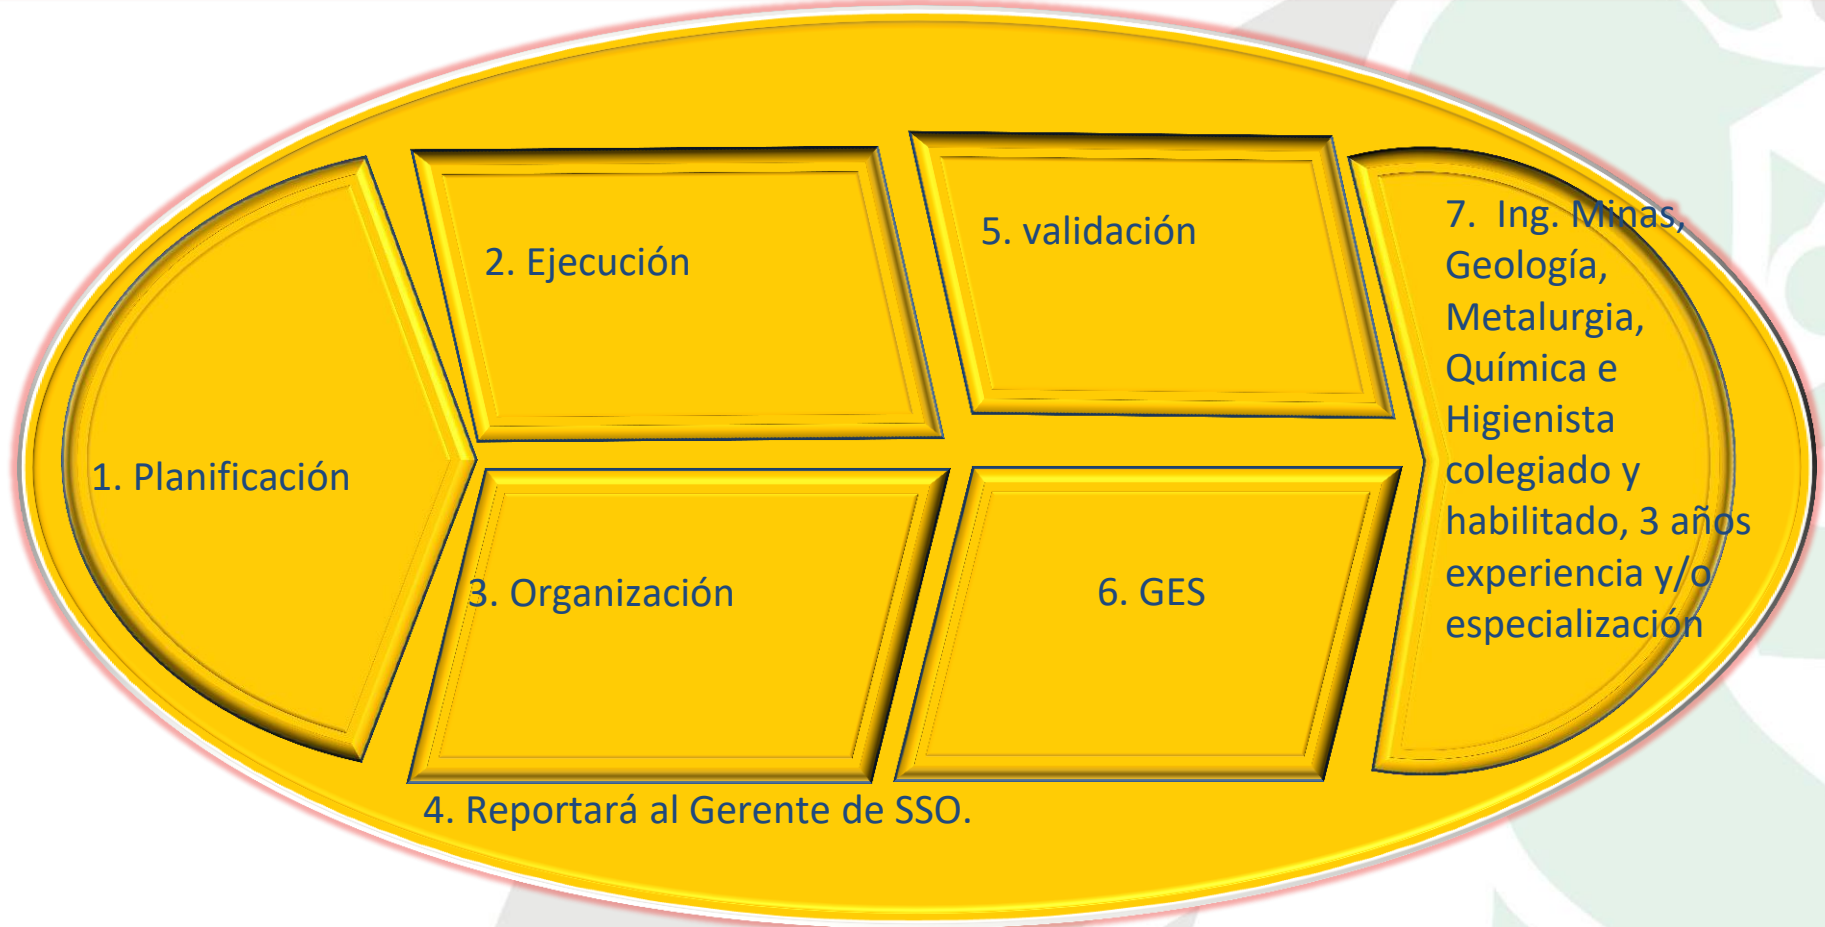 1. Planificación
2. Ejecución
3. Organización
4. Reportará al Gerente de SSO.
5. validación
6. GES
7.  Ing. Minas,
Geología,
Metalurgia,
Química e
Higienista
colegiado y
habilitado, 3 años
experiencia y/o
especialización